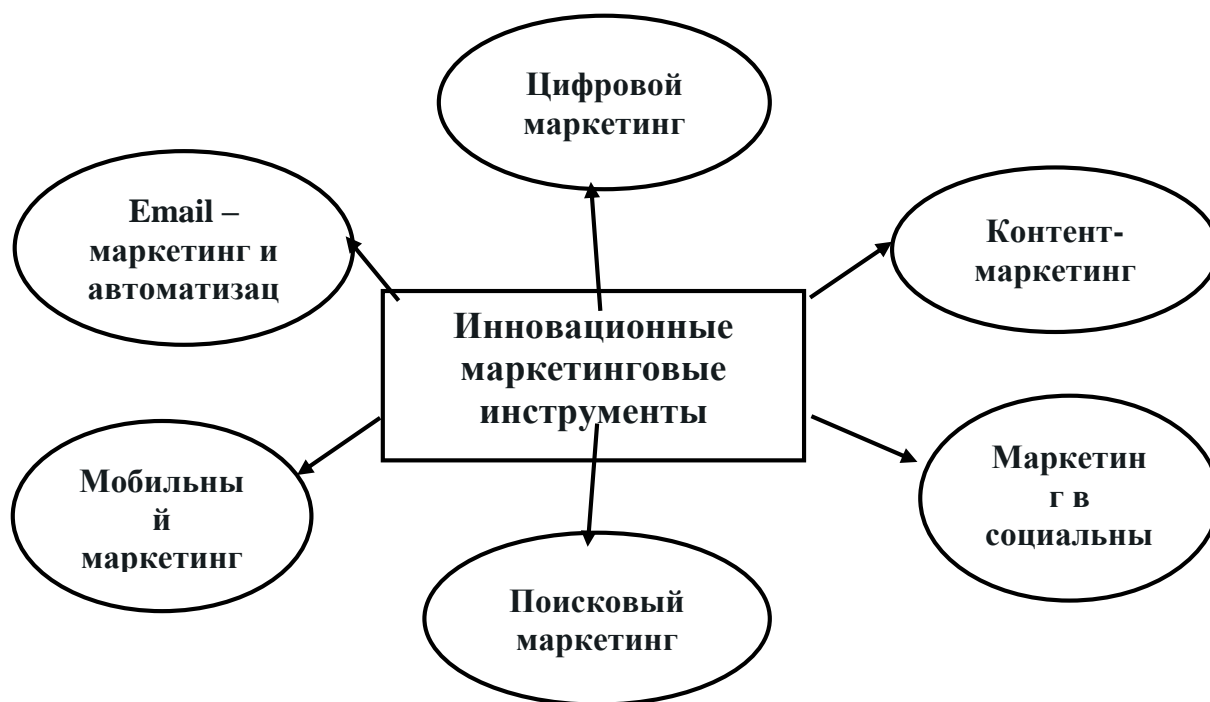 Цифровой
маркетинг
Email –
маркетинг и
автоматизац
Контент-
маркетинг
Инновационные
маркетинговые
инструменты
Мобильны
й
маркетинг
Маркетин
г в
социальны
Поисковый
маркетинг